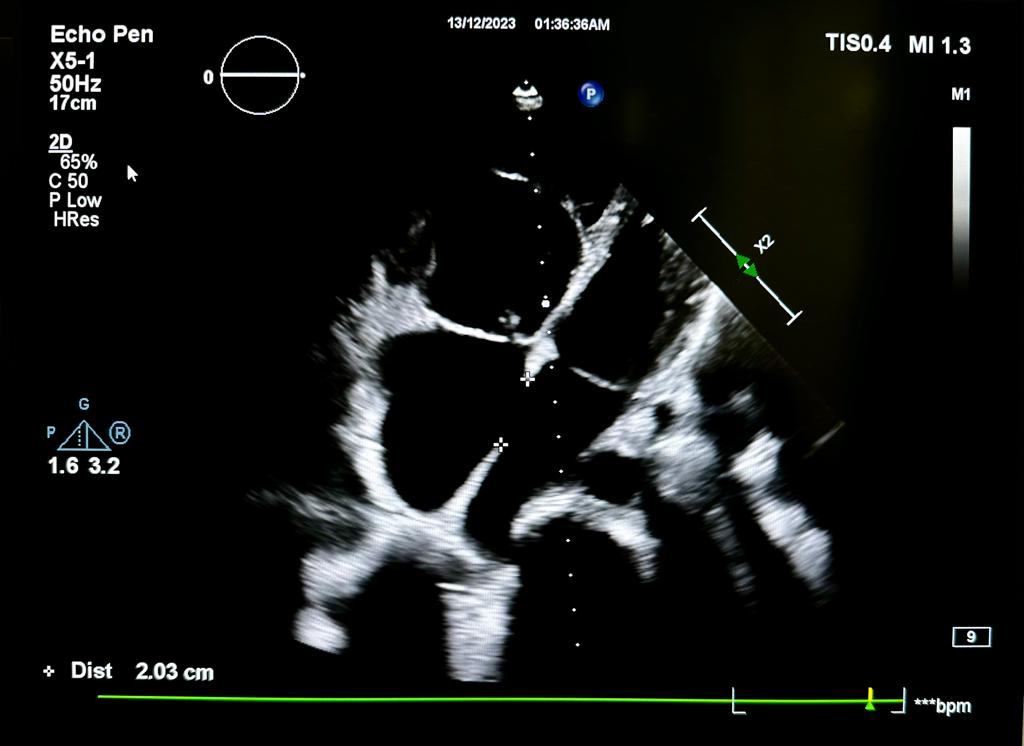 13/12/2023 01:36:36AM
Echo Pen
TIS0.4 MI 1.3
X5-1
50Hz
17cm
0
P
M1
2D
65%
C 50
P Low
HRes
X2
G
P R
1.6 3.2
9
Dist 2.03 cm
***bpm